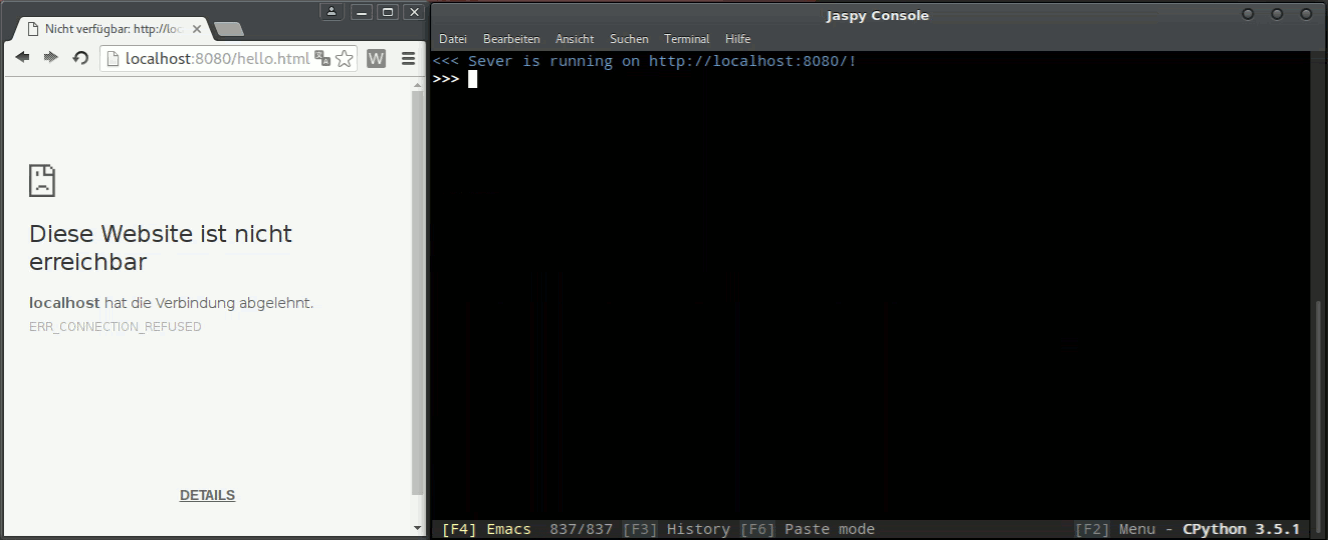 Nicht verfügbar: http://loc
localhost:8080/hello.html
W
Diese Website ist nicht
erreichbar
localhost hat die Verbindung abgelehnt.
ERR_CONNECTION_REFUSED
DETAILS
Jaspy Console
Datei Bearbeiten Ansicht Suchen Terminal Hilfe
<<< Sever is running on http://localhost:8080/!
>>>
[F4] Emacs 837/837 [F3] History [F6] Paste mode [F2] Menu - CPython 3.5.1